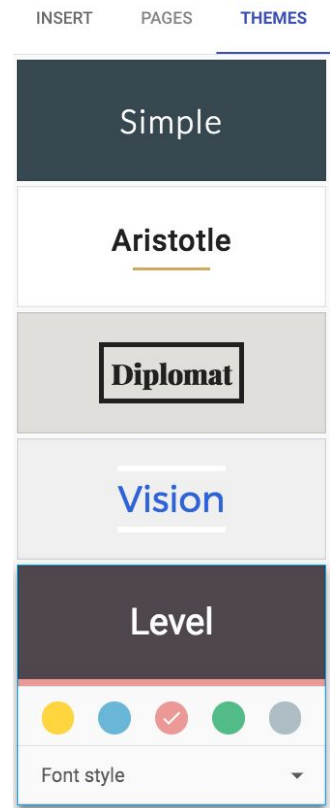 INSERT PAGES THEMES
Simple
Aristotle
Diplomat
Vision
Level
Font style